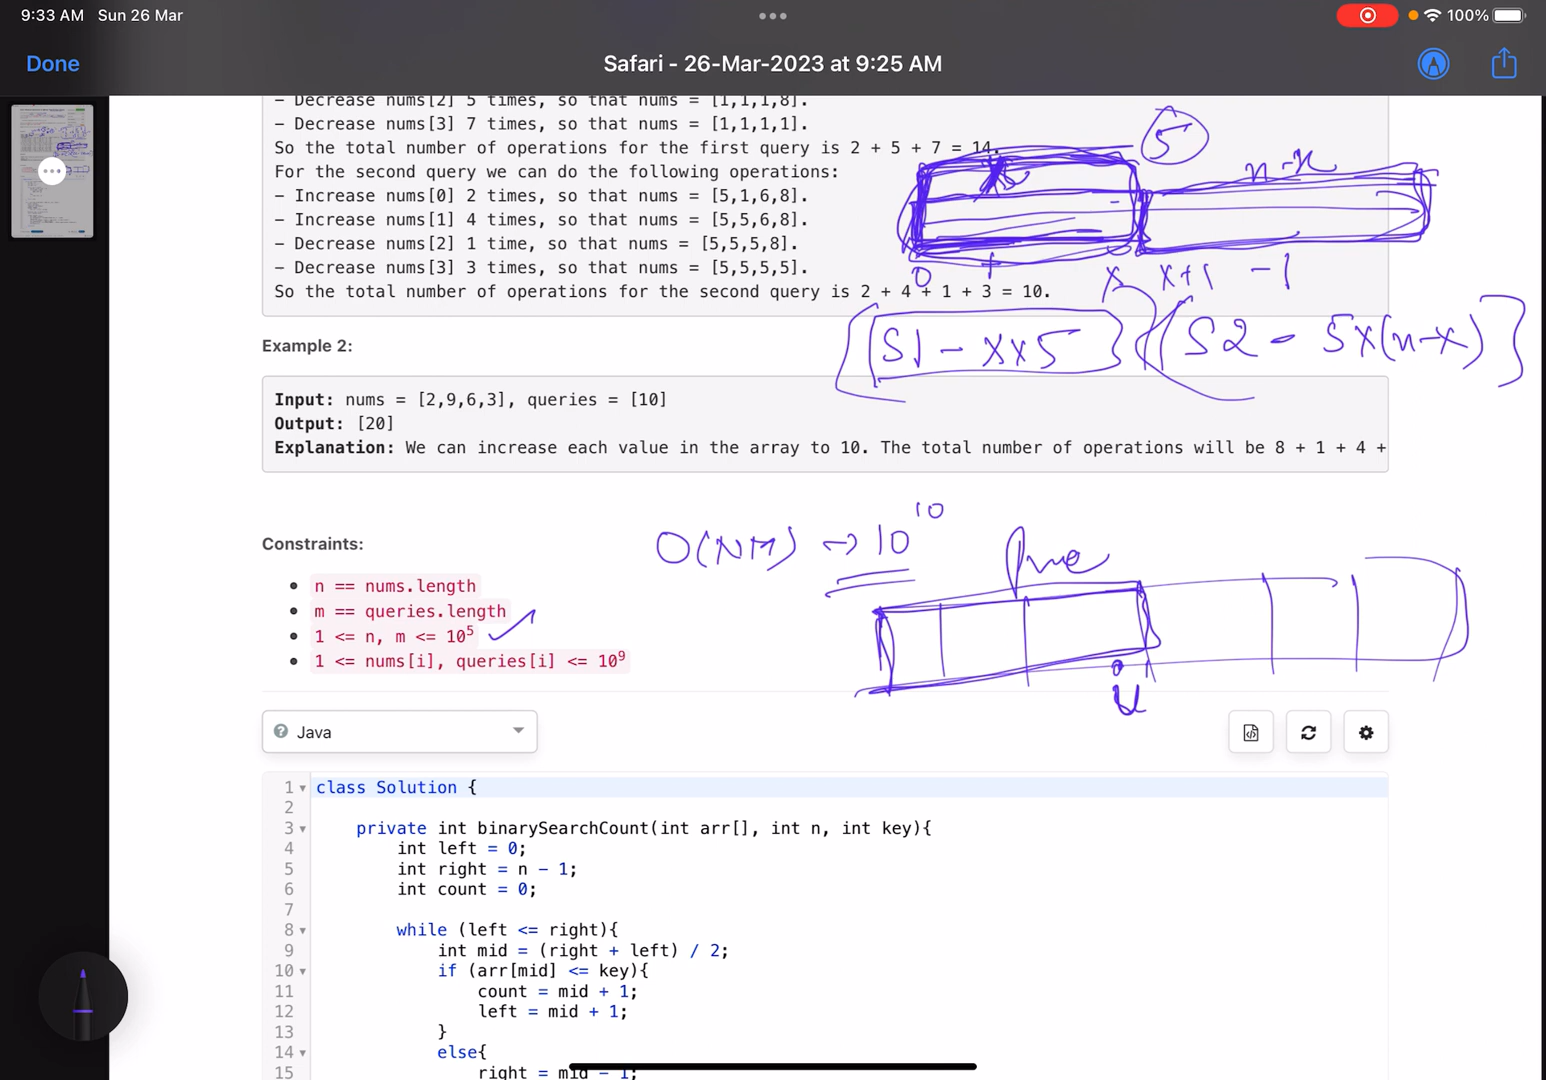 9:33 AM Sun 26 Mar
100%
Done
Safari - 26-Mar-2023 at 9:25 AM
– Decrease nums[2] 5 times, so that nums = [1,1,1,8].
– Decrease nums[3] 7 times, so that nums = [1,1,1,1].
So the total number of operations for the first query is 2 + 5 + 7 = 14.
For the second query we can do the following operations:
– Increase nums[0] 2 times, so that nums = [5,1,6,8].
– Increase nums[1] 4 times, so that nums = [5,5,6,8].
– Decrease nums[2] 1 time, so that nums = [5,5,5,8].
– Decrease nums[3] 3 times, so that nums = [5,5,5,5].
So the total number of operations for the second query is 2 + 4 + 1 + 3 = 10.
5
n-x
0
x x+1 -1
S1 - x×5 S2 - 5×(n-x)
Example 2:
Input: nums = [2,9,6,3], queries = [10]
Output: [20]
Explanation: We can increase each value in the array to 10. The total number of operations will be 8 + 1 + 4 +
O(NM) → 10^10
Constraints:
n == nums.length
m == queries.length
1 <= n, m <= 10^5
1 <= nums[i], queries[i] <= 10^9
Java
1 class Solution {
2
3 private int binarySearchCount(int arr[], int n, int key){
4 int left = 0;
5 int right = n - 1;
6 int count = 0;
7
8 while (left <= right){
9 int mid = (right + left) / 2;
10 if (arr[mid] <= key){
11 count = mid + 1;
12 left = mid + 1;
13 }
14 else{
15 right = mid - 1;